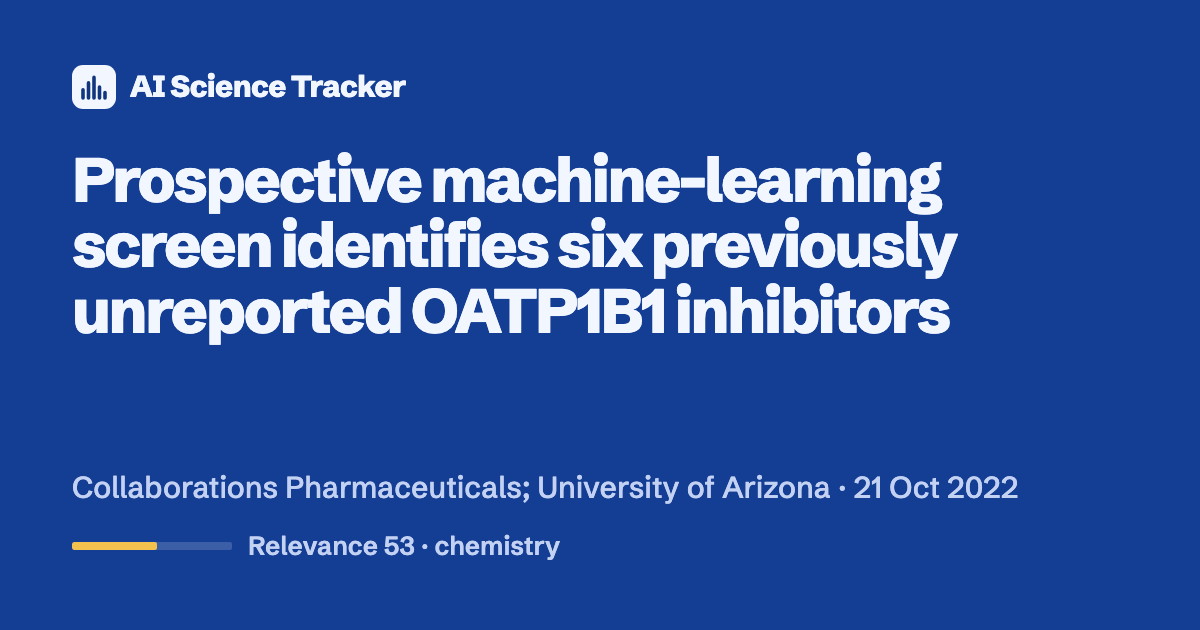 AI Science Tracker
Prospective machine-learning
screen identifies six previously
unreported OATP1B1 inhibitors
Collaborations Pharmaceuticals; University of Arizona · 21 Oct 2022
Relevance 53 · chemistry